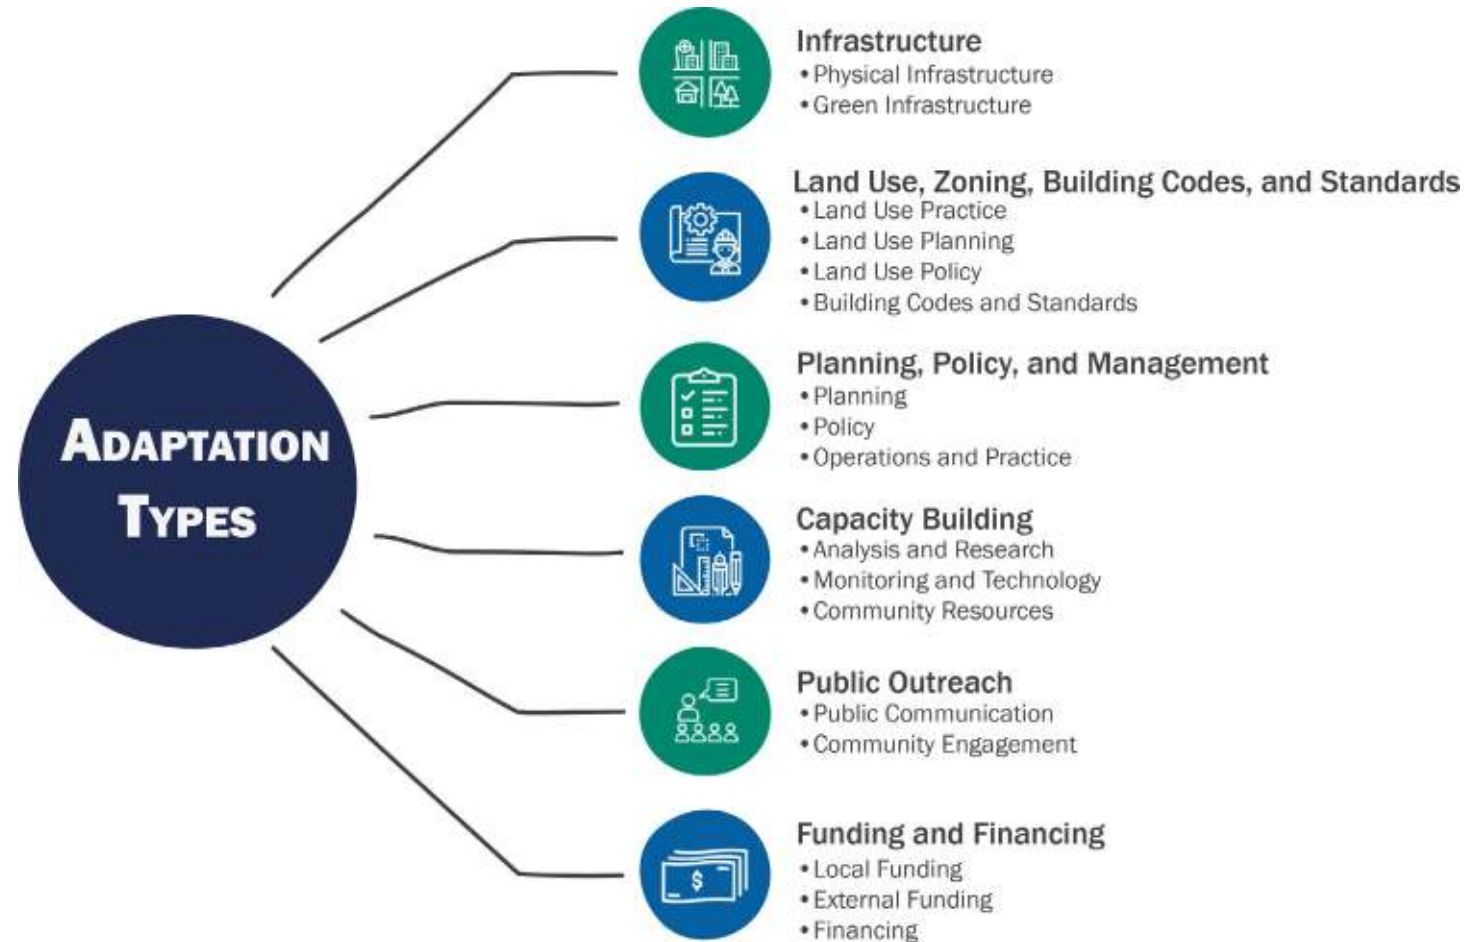 ADAPTATION
TYPES
Infrastructure
• Physical Infrastructure
• Green Infrastructure
Land Use, Zoning, Building Codes, and Standards
• Land Use Practice
• Land Use Planning
• Land Use Policy
• Building Codes and Standards
Planning, Policy, and Management
• Planning
• Policy
• Operations and Practice
Capacity Building
• Analysis and Research
• Monitoring and Technology
• Community Resources
Public Outreach
• Public Communication
• Community Engagement
$
Funding and Financing
• Local Funding
• External Funding
• Financing